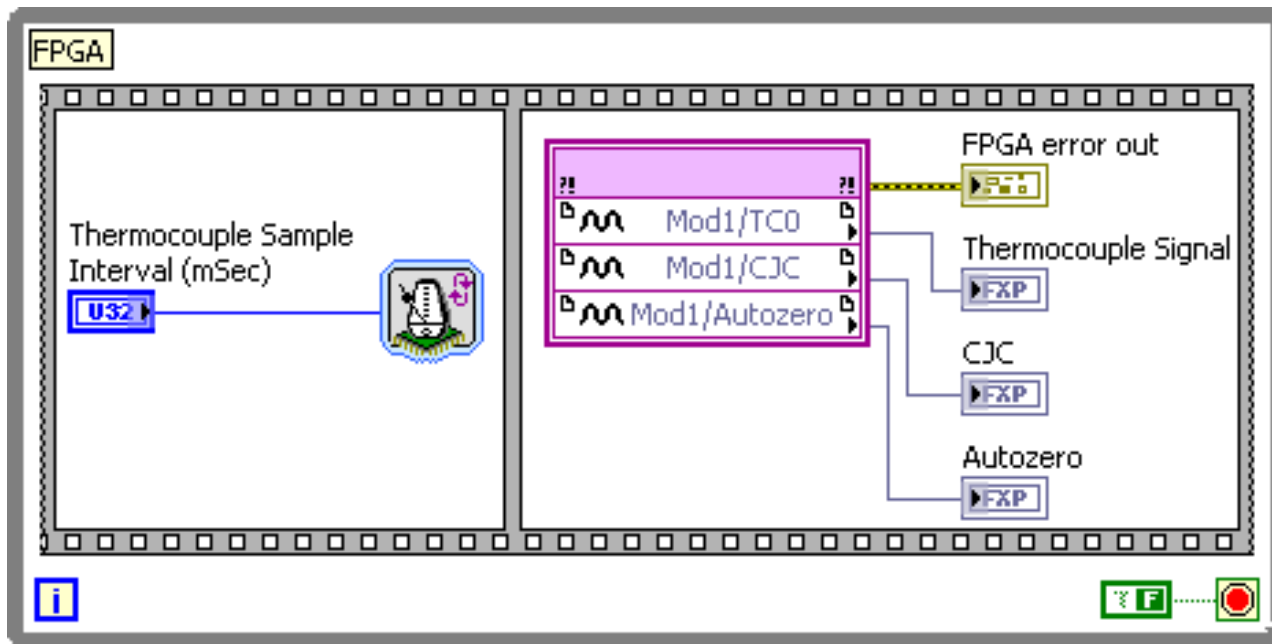 FPGA
Thermocouple Sample
Interval (mSec)
U32
?!
?!
Mod1/TC0
Mod1/CJC
Mod1/Autozero
FPGA error out
Thermocouple Signal
FXP
CJC
FXP
Autozero
FXP
i
F